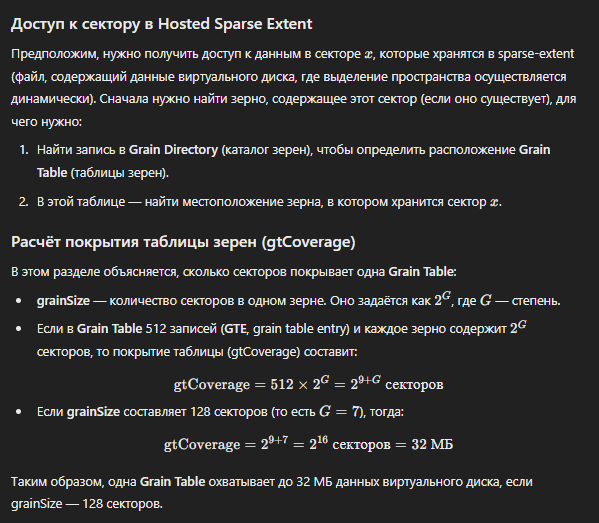 Доступ к сектору в Hosted Sparse Extent
Предположим, нужно получить доступ к данным в секторе x, которые хранятся в sparse-extent
(файл, содержащий данные виртуального диска, где выделение пространства осуществляется
динамически). Сначала нужно найти зерно, содержащее этот сектор (если оно существует), для
чего нужно:
1. Найти запись в Grain Directory (каталог зерен), чтобы определить расположение Grain
Table (таблицы зерен).
2. В этой таблице — найти местоположение зерна, в котором хранится сектор x.
Расчёт покрытия таблицы зерен (gtCoverage)
В этом разделе объясняется, сколько секторов покрывает одна Grain Table:
• grainSize — количество секторов в одном зерне. Оно задаётся как 2^G, где G — степень.
• Если в Grain Table 512 записей (GTE, grain table entry) и каждое зерно содержит 2^G
секторов, то покрытие таблицы (gtCoverage) составит:
gtCoverage = 512 × 2^G = 2^{9+G} секторов
• Если grainSize составляет 128 секторов (то есть G = 7), тогда:
gtCoverage = 2^{9+7} = 2^{16} секторов = 32 МБ
Таким образом, одна Grain Table охватывает до 32 МБ данных виртуального диска, если
grainSize — 128 секторов.